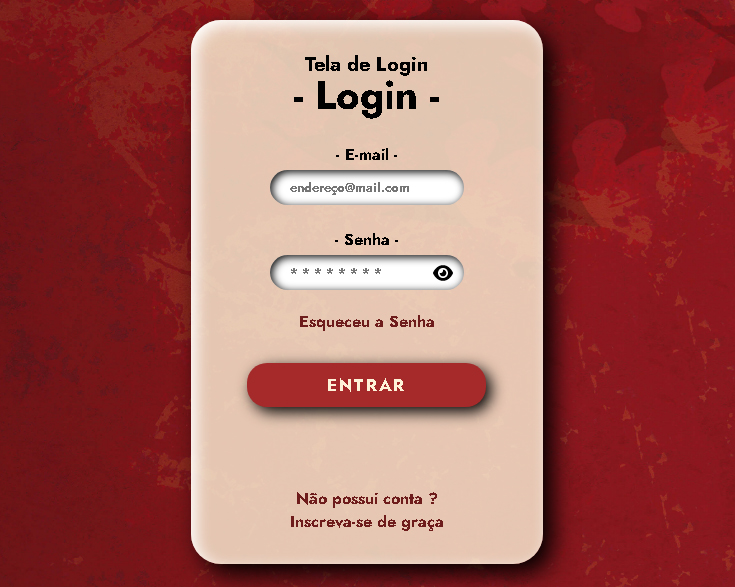 Tela de Login
- Login -
- E-mail -
endereço@mail.com
- Senha -
* * * * * * * *
Esqueceu a Senha
ENTRAR
Não possui conta ?
Inscreva-se de graça